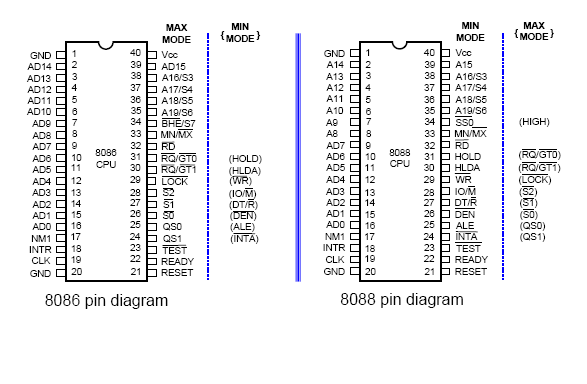 MAX MODE { MIN MODE }
GND 1 40 Vcc
AD14 2 39 AD15
AD13 3 38 A16/S3
AD12 4 37 A17/S4
AD11 5 36 A18/S5
AD10 6 35 A19/S6
AD9 7 34 BHE/S7
AD8 8 33 MN/MX
AD7 9 32 RD
AD6 10 31 RQ/GT0 (HOLD)
AD5 11 30 RQ/GT1 (HLDA)
AD4 12 29 LOCK (WR)
AD3 13 28 S2 (IO/M)
AD2 14 27 S1 (DT/R)
AD1 15 26 S0 (DEN)
AD0 16 25 QS0 (ALE)
NM1 17 24 QS1 (INTA)
INTR 18 23 TEST
CLK 19 22 READY
GND 20 21 RESET
8086 CPU
8086 pin diagram
MIN MODE { MAX MODE }
GND 1 40 Vcc
A14 2 39 A15
A13 3 38 A16/S3
A12 4 37 A17/S4
A11 5 36 A18/S5
A10 6 35 A19/S6
A9 7 34 SS0 (HIGH)
A8 8 33 MN/MX
AD7 9 32 RD
AD6 10 31 HOLD (RQ/GT0)
AD5 11 30 HLDA (RQ/GT1)
AD4 12 29 WR (LOCK)
AD3 13 28 IO/M (S2)
AD2 14 27 DT/R (S1)
AD1 15 26 DEN (S0)
AD0 16 25 ALE (QS0)
NM1 17 24 INTA (QS1)
INTR 18 23 TEST
CLK 19 22 READY
GND 20 21 RESET
8088 CPU
8088 pin diagram